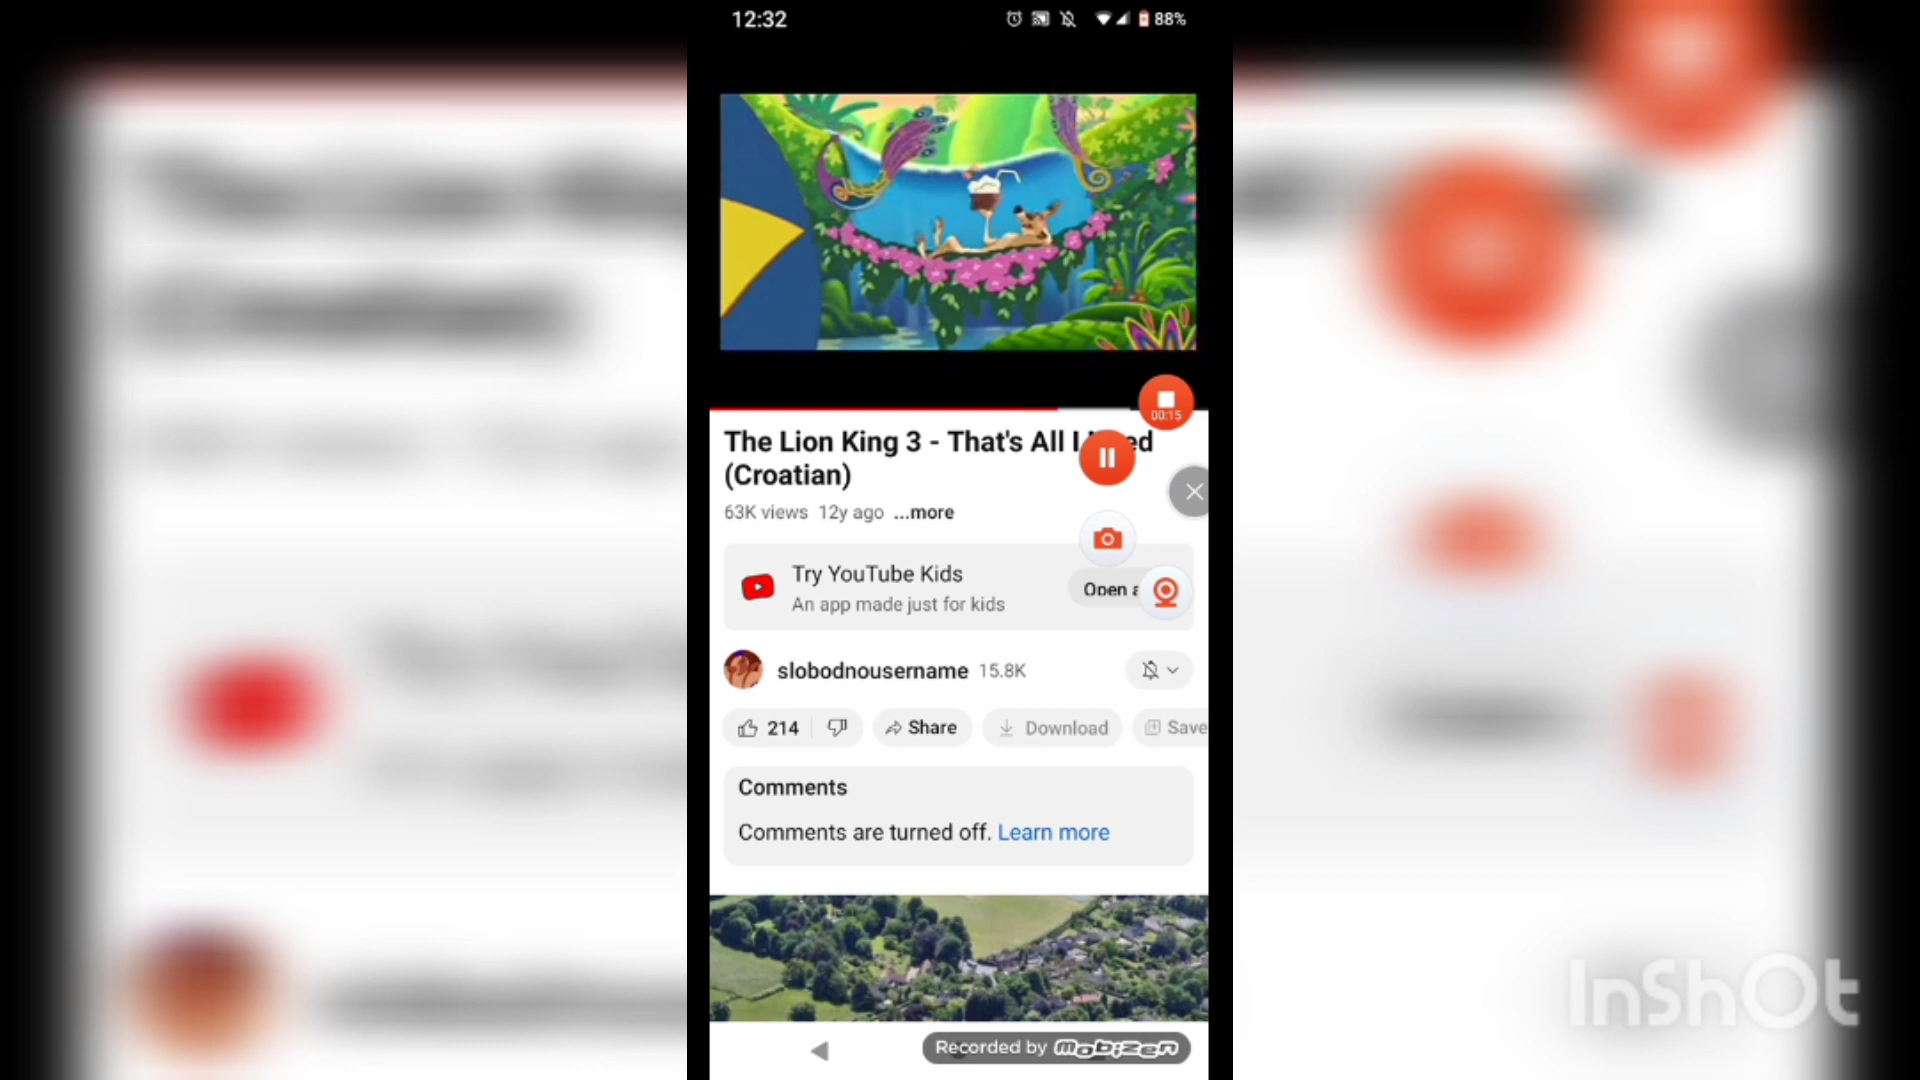 12:32
88%
00:15
The Lion King 3 - That's All I
ed
(Croatian)
63K views 12y ago ...more
Try YouTube Kids
An app made just for kids
Open
slobodnousername 15.8K
214
Share
Download
Save
Comments
Comments are turned off. Learn more
Recorded by mobizen
InShOt